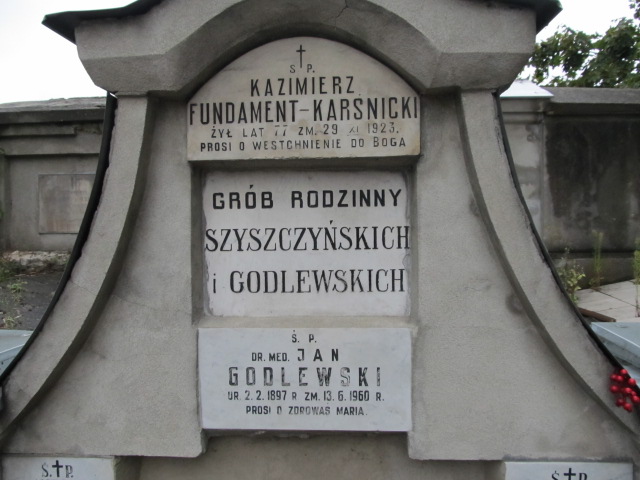 Ś.†P.
KAZIMIERZ
FUNDAMENT-KARSNICKI
ŻYŁ LAT 77 ZM. 29 XI 1923.
PROSI O WESTCHNIENIE DO BOGA
GRÓB RODZINNY
SZYSZCZYŃSKICH
i GODLEWSKICH
Ś. P.
DR. MED. JAN
GODLEWSKI
UR. 2. 2. 1897 R ZM. 13. 6. 1960 R.
PROSI O ZDROWAŚ MARIA.
Ś.†P.
Ś.†P.